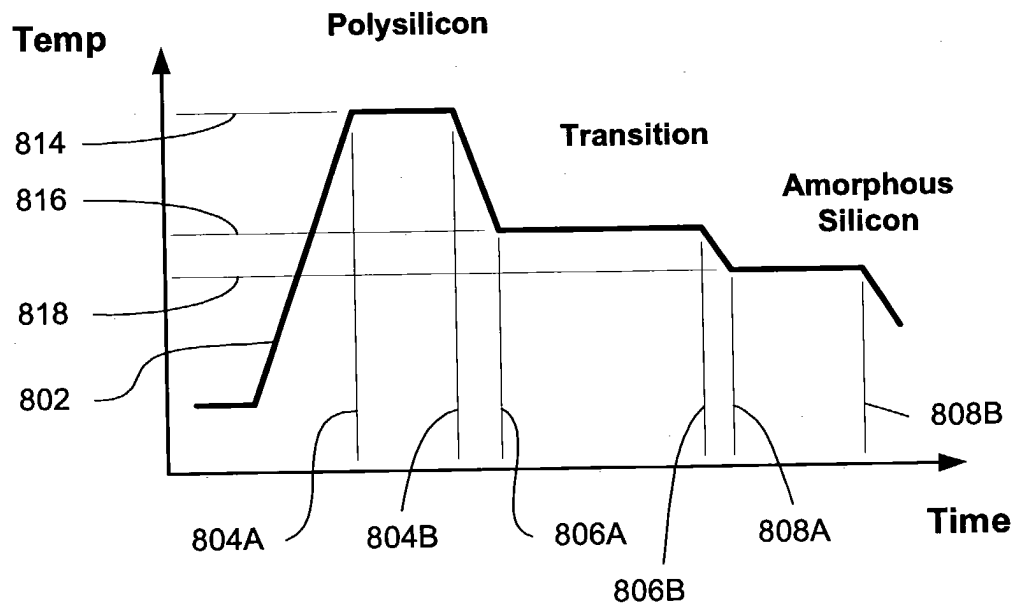 Polysilicon
Temp
814
Transition
816
Amorphous
Silicon
818
802
808B
804A
804B
806A
808A
Time
806B